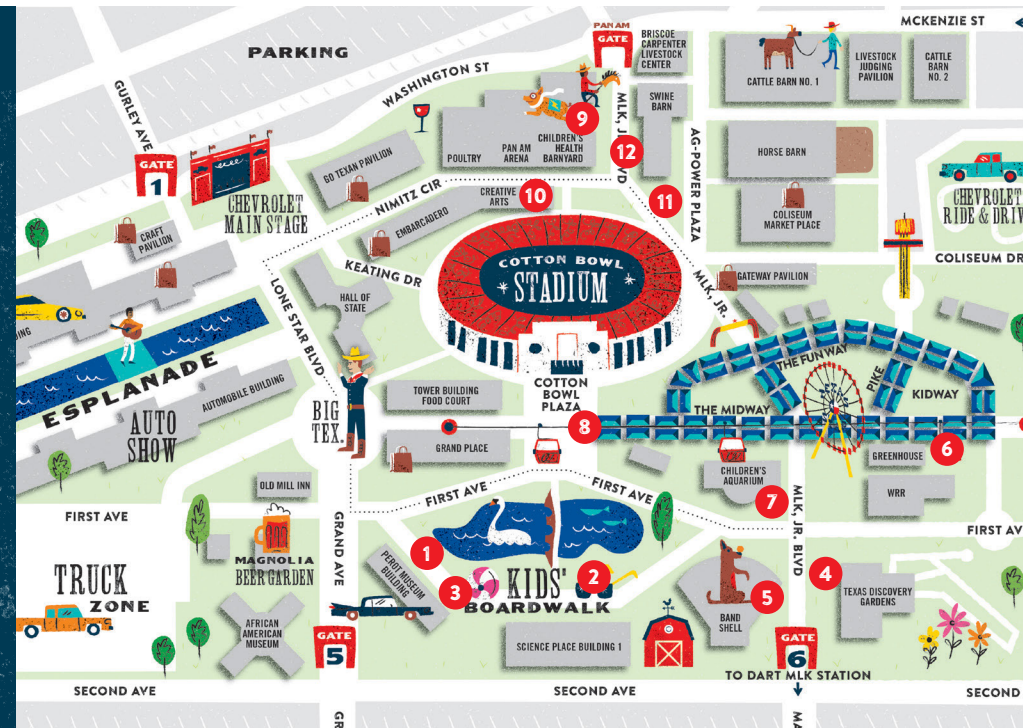 MCKENZIE ST
PARKING
PAN AM
GATE
BRISCOE
CARPENTER
LIVESTOCK
CENTER
CATTLE BARN NO. 1
LIVESTOCK
JUDGING
PAVILION
CATTLE
BARN
NO. 2
GURLEY AVE
WASHINGTON ST
SWINE
BARN
9
MLK, J
VD
12
AG-POWER PLAZA
HORSE BARN
POULTRY
PAN AM
ARENA
CHILDREN'S
HEALTH
BARNYARD
GATE
1
GO TEXAN PAVILION
CHEVROLET
MAIN STAGE
NIMITZ CIR
CREATIVE
ARTS
10
11
EMBARCADERO
COLISEUM
MARKET PLACE
CHEVROLET
RIDE & DRIV
CRAFT
PAVILION
KEATING DR
COTTON BOWL
STADIUM
COLISEUM DR
GATEWAY PAVILION
MLK, JR.
LONE STAR BLVD
HALL OF
STATE
ING
ESPLANADE
AUTOMOBILE BUILDING
AUTO
SHOW
BIG
TEX.
TOWER BUILDING
FOOD COURT
COTTON
BOWL
PLAZA
THE FUNWAY
PIKE
KIDWAY
THE MIDWAY
8
GRAND PLACE
GREENHOUSE
6
CHILDREN'S
AQUARIUM
7
WRR
OLD MILL INN
FIRST AVE
FIRST AVE
FIRST AVE
FIRST AV
GRAND AVE
MLK, JR. BLVD
MAGNOLIA
BEER GARDEN
1
PEROT MUSEUM
BUILDING
3
KIDS'
BOARDWALK
2
TRUCK
ZONE
4
5
TEXAS DISCOVERY
GARDENS
BAND
SHELL
AFRICAN
AMERICAN
MUSEUM
GATE
5
SCIENCE PLACE BUILDING 1
GATE
6
TO DART MLK STATION
SECOND AVE
SECOND AVE
SECOND
GR
MA